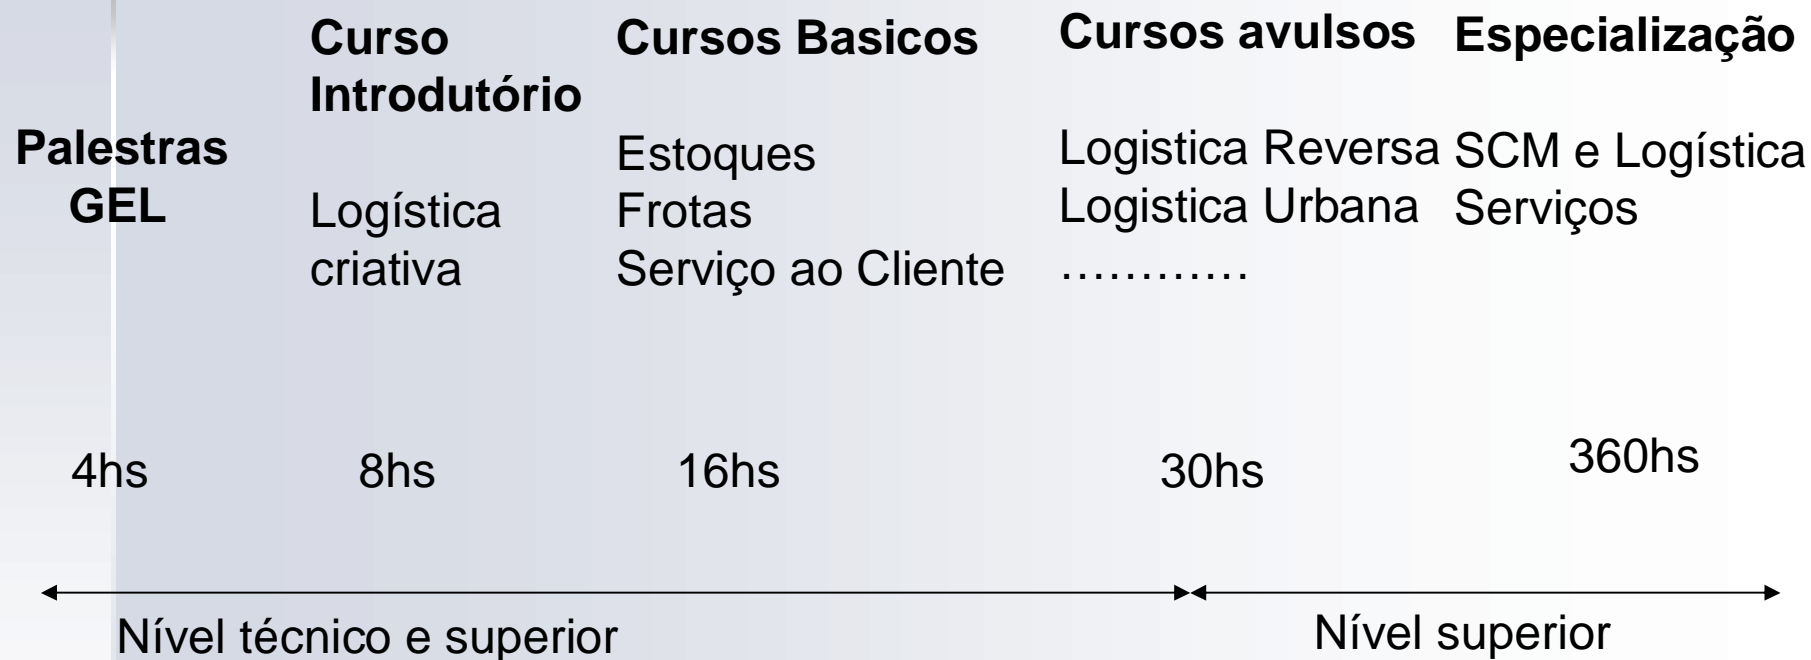 Palestras
GEL
Curso
Introdutório
Logística
criativa
Cursos Basicos
Estoques
Frotas
Serviço ao Cliente
Cursos avulsos
Logistica Reversa
Logistica Urbana
…………
Especialização
SCM e Logística
Serviços
4hs
8hs
16hs
30hs
360hs
Nível técnico e superior
Nível superior